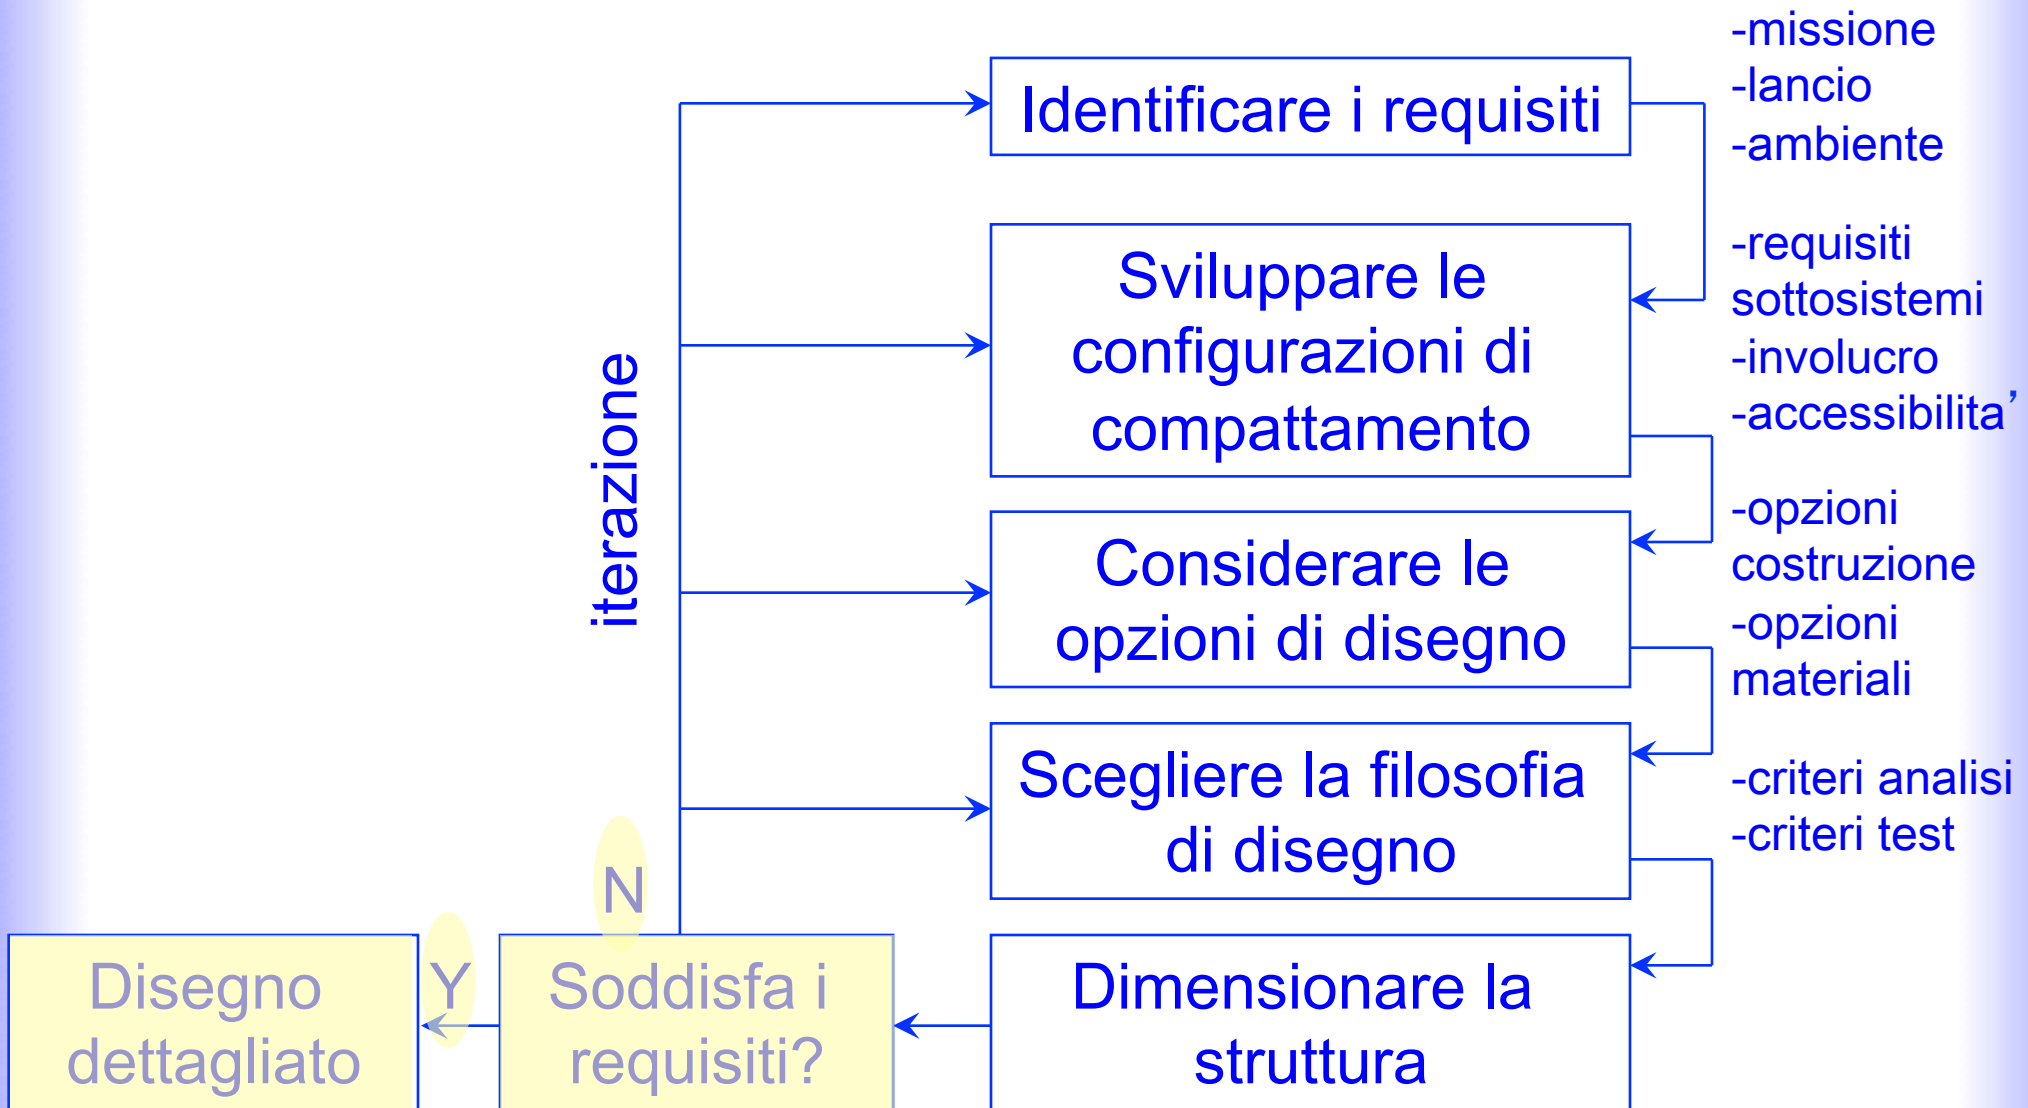 Identificare i requisiti
-missione
-lancio
-ambiente
Sviluppare le
configurazioni di
compattamento
-requisiti
sottosistemi
-involucro
-accessibilita’
iterazione
Considerare le
opzioni di disegno
-opzioni
costruzione
-opzioni
materiali
Scegliere la filosofia
di disegno
-criteri analisi
-criteri test
N
Disegno
dettagliato
Y
Soddisfa i
requisiti?
Dimensionare la
struttura